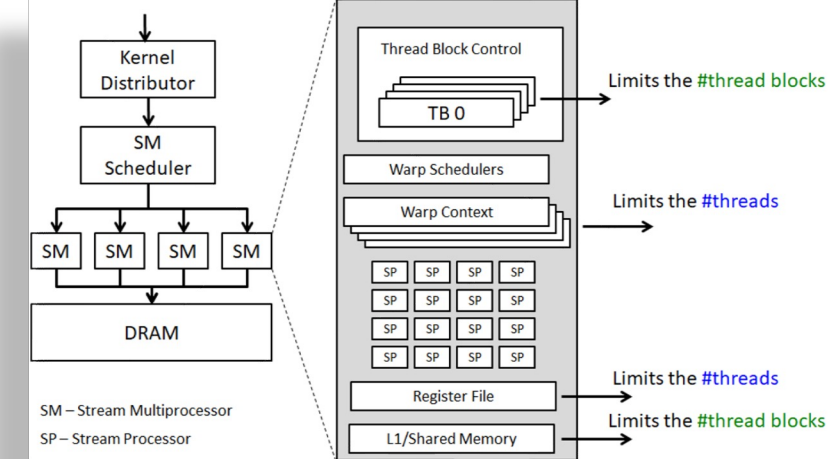 Kernel
Distributor
SM
Scheduler
SM SM SM SM
DRAM
SM – Stream Multiprocessor
SP – Stream Processor
Thread Block Control
TB 0
Warp Schedulers
Warp Context
SP SP SP SP
SP SP SP SP
SP SP SP SP
SP SP SP SP
Register File
L1/Shared Memory
Limits the #thread blocks
Limits the #threads
Limits the #threads
Limits the #thread blocks